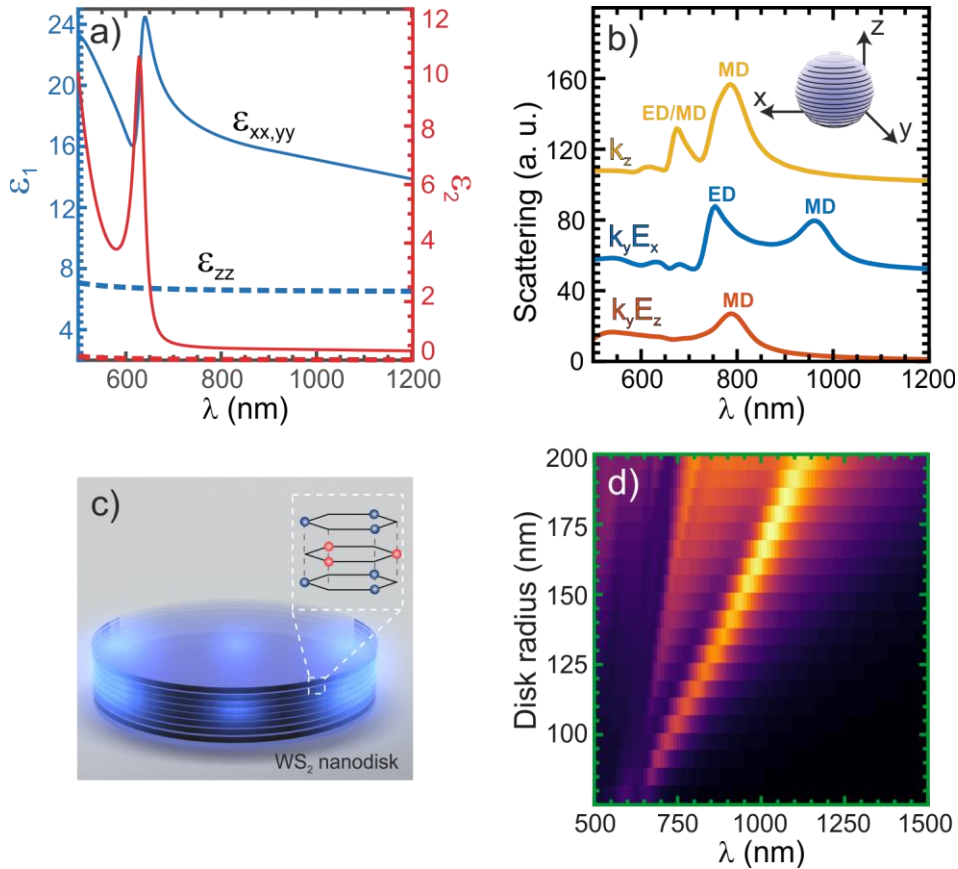 a)
24
20
16
12
8
4
ε₁
εxx,yy
εzz
12
10
8
6
4
2
0
ε₂
600
800
1000
1200
λ (nm)
b)
160
120
80
40
0
Scattering (a. u.)
MD
ED/MD
kz
ED
MD
kyEx
MD
kyEz
z
x
y
600
800
1000
1200
λ (nm)
c)
WS₂ nanodisk
d)
200
175
150
125
100
Disk radius (nm)
500
750
1000
1250
1500
λ (nm)